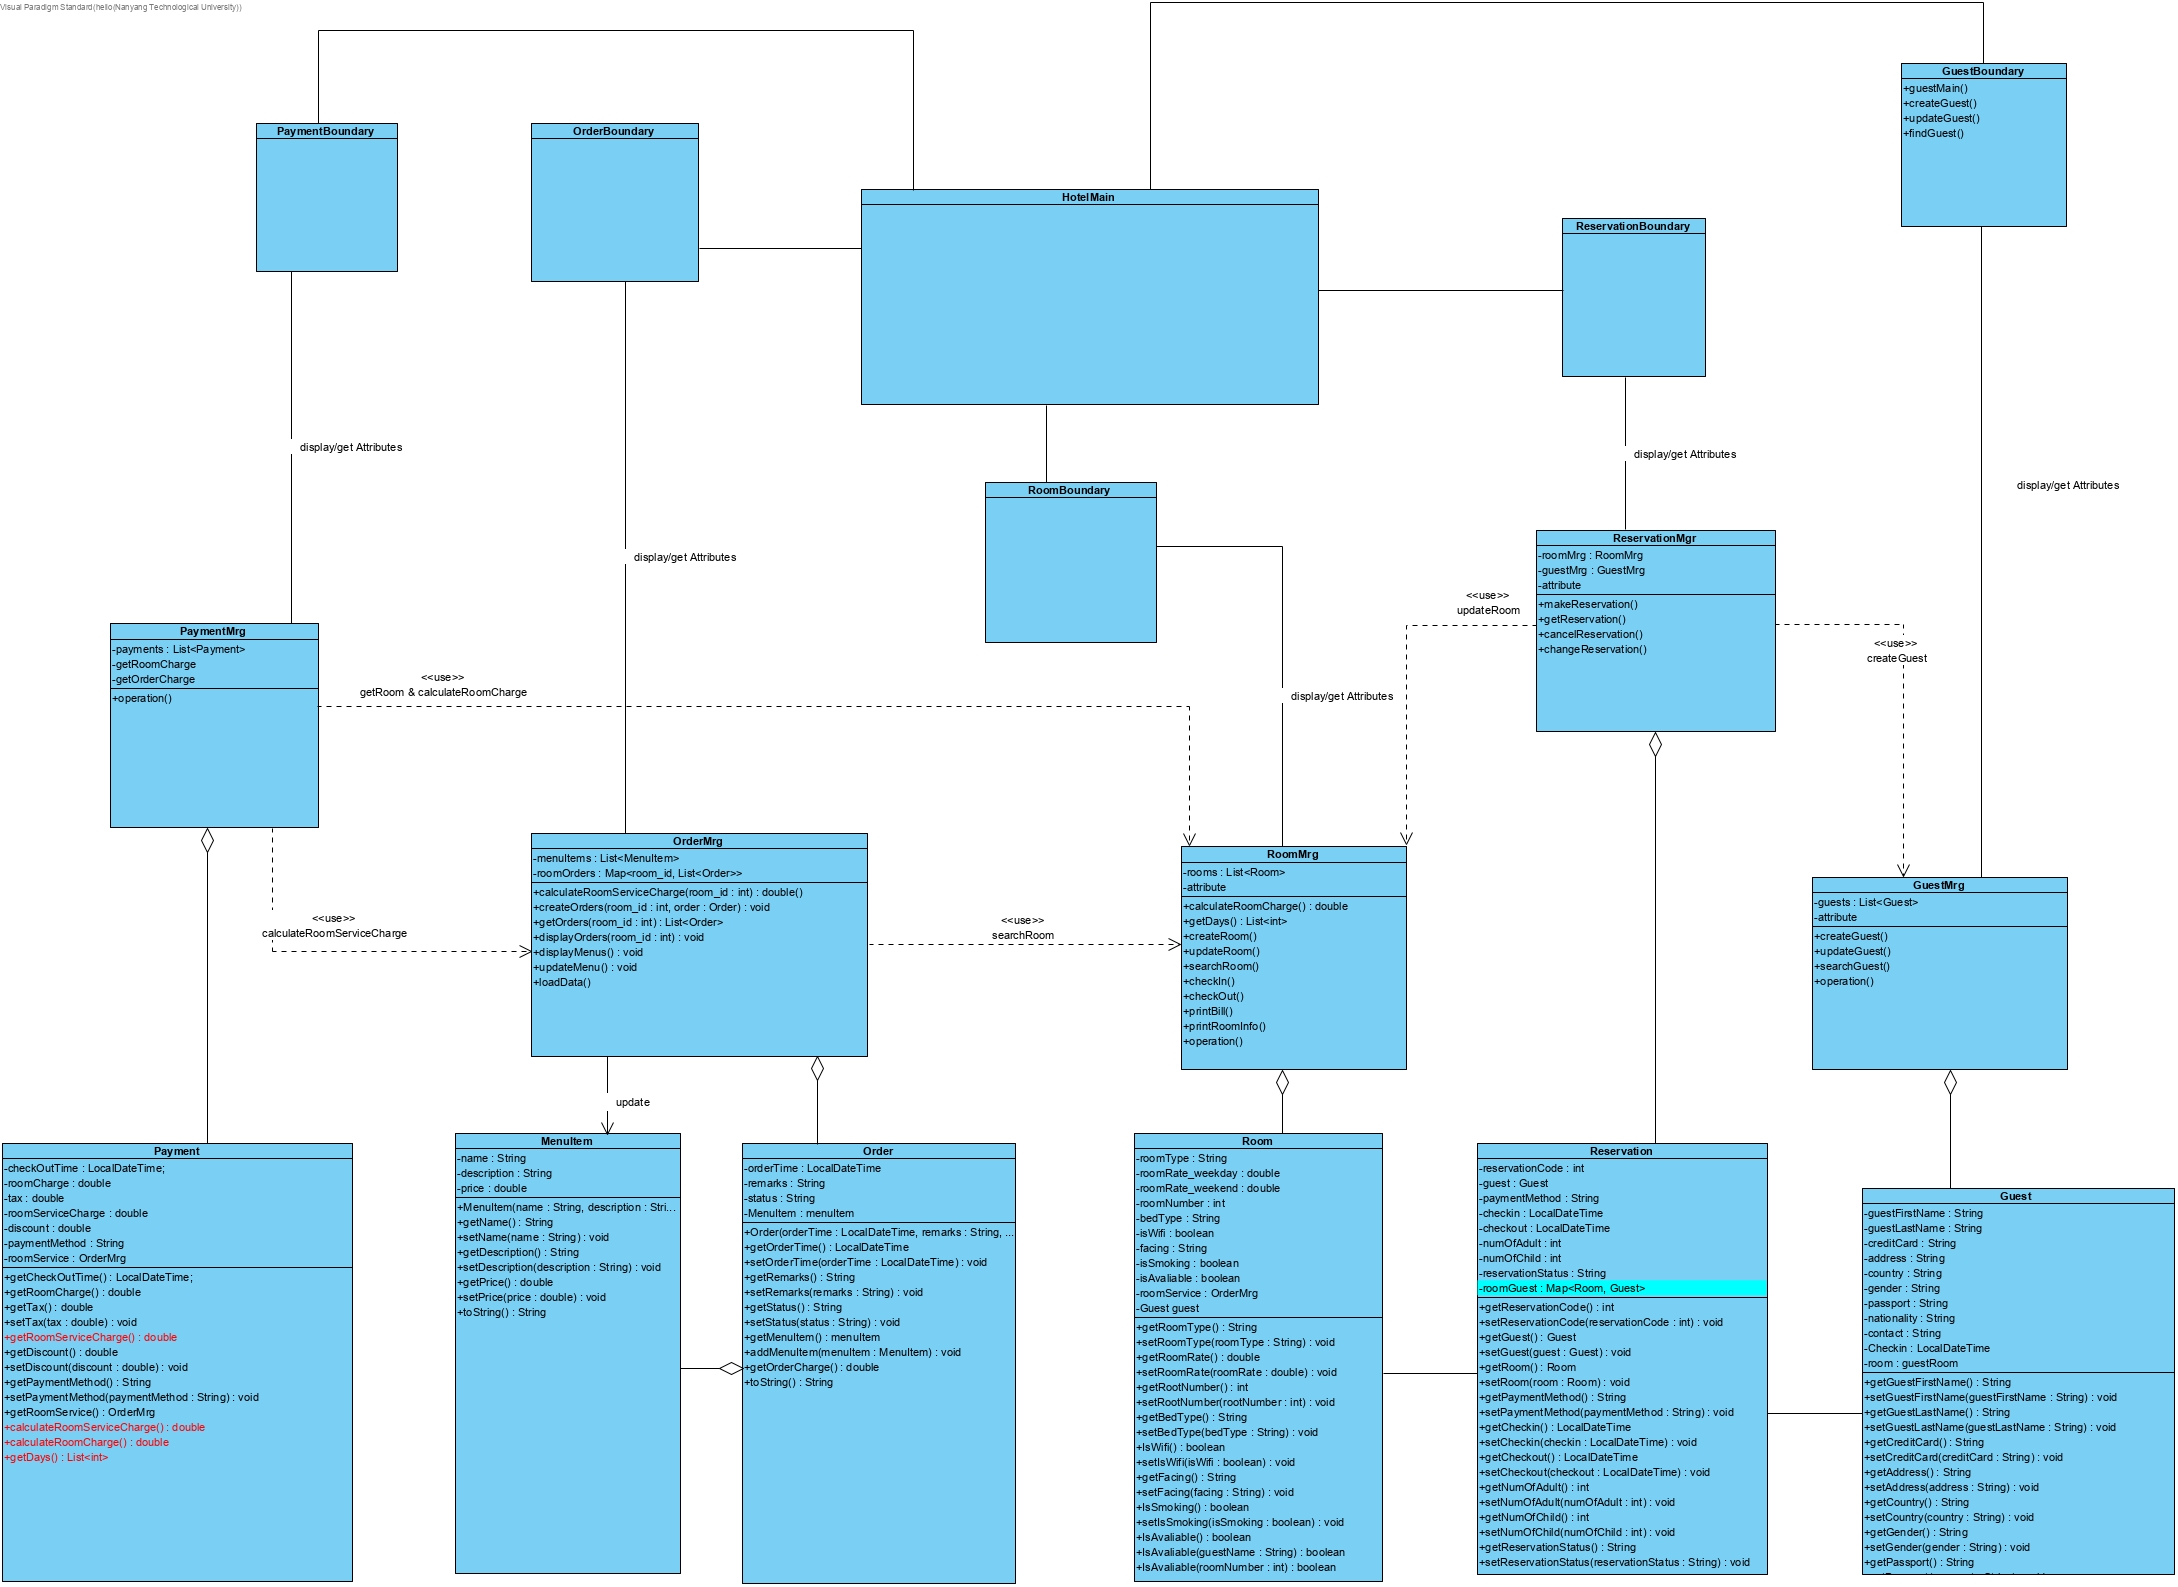 Visual Paradigm Standard(hello(Nanyang Technological University))
GuestBoundary
+guestMain()
+createGuest()
+updateGuest()
+findGuest()
PaymentBoundary
OrderBoundary
HotelMain
ReservationBoundary
display/get Attributes
display/get Attributes
display/get Attributes
RoomBoundary
display/get Attributes
ReservationMgr
-roomMrg : RoomMrg
-guestMrg : GuestMrg
-attribute
+makeReservation()
+getReservation()
+cancelReservation()
+changeReservation()
<<use>>
updateRoom
<<use>>
createGuest
PaymentMrg
-payments : List<Payment>
-getRoomCharge
-getOrderCharge
+operation()
<<use>>
getRoom & calculateRoomCharge
display/get Attributes
OrderMrg
-menuItems : List<MenuItem>
-roomOrders : Map<room_id, List<Order>>
+calculateRoomServiceCharge(room_id : int) : double()
+createOrders(room_id : int, order : Order) : void
+getOrders(room_id : int) : List<Order>
+displayOrders(room_id : int) : void
+displayMenus() : void
+updateMenu() : void
+loadData()
<<use>>
calculateRoomServiceCharge
<<use>>
searchRoom
RoomMrg
-rooms : List<Room>
-attribute
+calculateRoomCharge() : double
+getDays() : List<int>
+createRoom()
+updateRoom()
+searchRoom()
+checkIn()
+checkOut()
+printBill()
+printRoomInfo()
+operation()
GuestMrg
-guests : List<Guest>
-attribute
+createGuest()
+updateGuest()
+searchGuest()
+operation()
update
Payment
-checkOutTime : LocalDateTime;
-roomCharge : double
-tax : double
-roomServiceCharge : double
-discount : double
-paymentMethod : String
-roomService : OrderMrg
+getCheckOutTime() : LocalDateTime;
+getRoomCharge() : double
+getTax() : double
+setTax(tax : double) : void
+getRoomServiceCharge() : double
+getDiscount() : double
+setDiscount(discount : double) : void
+getPaymentMethod() : String
+setPaymentMethod(paymentMethod : String) : void
+getRoomService() : OrderMrg
+calculateRoomServiceCharge() : double
+calculateRoomCharge() : double
+getDays() : List<int>
MenuItem
-name : String
-description : String
-price : double
+MenuItem(name : String, description : Stri...
+getName() : String
+setName(name : String) : void
+getDescription() : String
+setDescription(description : String) : void
+getPrice() : double
+setPrice(price : double) : void
+toString() : String
Order
-orderTime : LocalDateTime
-remarks : String
-status : String
-MenuItem : menuItem
+Order(orderTime : LocalDateTime, remarks : String, ...
+getOrderTime() : LocalDateTime
+setOrderTime(orderTime : LocalDateTime) : void
+getRemarks() : String
+setRemarks(remarks : String) : void
+getStatus() : String
+setStatus(status : String) : void
+getMenuItem() : menuItem
+addMenuItem(menuItem : MenuItem) : void
+getOrderCharge() : double
+toString() : String
Room
-roomType : String
-roomRate_weekday : double
-roomRate_weekend : double
-roomNumber : int
-bedType : String
-isWifi : boolean
-facing : String
-isSmoking : boolean
-isAvaliable : boolean
-roomService : OrderMrg
-Guest guest
+getRoomType() : String
+setRoomType(roomType : String) : void
+getRoomRate() : double
+setRoomRate(roomRate : double) : void
+getRootNumber() : int
+setRootNumber(rootNumber : int) : void
+getBedType() : String
+setBedType(bedType : String) : void
+IsWifi() : boolean
+setIsWifi(isWifi : boolean) : void
+getFacing() : String
+setFacing(facing : String) : void
+IsSmoking() : boolean
+setIsSmoking(isSmoking : boolean) : void
+IsAvaliable() : boolean
+IsAvaliable(guestName : String) : boolean
+IsAvaliable(roomNumber : int) : boolean
Reservation
-reservationCode : int
-guest : Guest
-paymentMethod : String
-checkin : LocalDateTime
-checkout : LocalDateTime
-numOfAdult : int
-numOfChild : int
-reservationStatus : String
-roomGuest : Map<Room, Guest>
+getReservationCode() : int
+setReservationCode(reservationCode : int) : void
+getGuest() : Guest
+setGuest(guest : Guest) : void
+getRoom() : Room
+setRoom(room : Room) : void
+getPaymentMethod() : String
+setPaymentMethod(paymentMethod : String) : void
+getCheckin() : LocalDateTime
+setCheckin(checkin : LocalDateTime) : void
+getCheckout() : LocalDateTime
+setCheckout(checkout : LocalDateTime) : void
+getNumOfAdult() : int
+setNumOfAdult(numOfAdult : int) : void
+getNumOfChild() : int
+setNumOfChild(numOfChild : int) : void
+getReservationStatus() : String
+setReservationStatus(reservationStatus : String) : void
Guest
-guestFirstName : String
-guestLastName : String
-creditCard : String
-address : String
-country : String
-gender : String
-passport : String
-nationality : String
-contact : String
-Checkin : LocalDateTime
-room : guestRoom
+getGuestFirstName() : String
+setGuestFirstName(guestFirstName : String) : void
+getGuestLastName() : String
+setGuestLastName(guestLastName : String) : void
+getCreditCard() : String
+setCreditCard(creditCard : String) : void
+getAddress() : String
+setAddress(address : String) : void
+getCountry() : String
+setCountry(country : String) : void
+getGender() : String
+setGender(gender : String) : void
+getPassport() : String